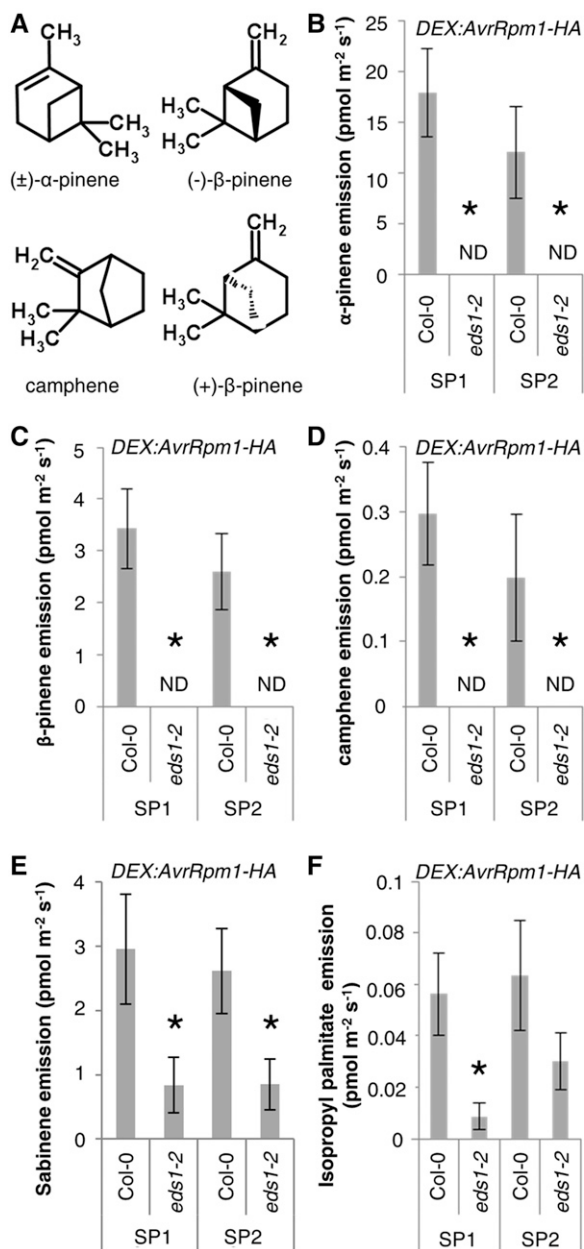 A
CH₃
CH₃
CH₃
(±)-α-pinene
CH₂
H₃C
H₃C
(-)-β-pinene
H₂C
H₃C
H₃C
camphene
CH₂
H₃C
H₃C
(+)-β-pinene
B
DEX:AvrRpm1-HA
α-pinene emission (pmol m⁻² s⁻¹)
25
20
15
10
5
0
*
ND
*
ND
Col-0
eds1-2
Col-0
eds1-2
SP1
SP2
C
DEX:AvrRpm1-HA
β-pinene emission (pmol m⁻² s⁻¹)
5
4
3
2
1
0
*
ND
*
ND
Col-0
eds1-2
Col-0
eds1-2
SP1
SP2
D
DEX:AvrRpm1-HA
camphene emission (pmol m⁻² s⁻¹)
0.4
0.3
0.2
0.1
0
*
ND
*
ND
Col-0
eds1-2
Col-0
eds1-2
SP1
SP2
E
DEX:AvrRpm1-HA
Sabinene emission (pmol m⁻² s⁻¹)
4
3
2
1
0
*
*
Col-0
eds1-2
Col-0
eds1-2
SP1
SP2
F
DEX:AvrRpm1-HA
Isopropyl palmitate emission
(pmol m⁻² s⁻¹)
0.1
0.08
0.06
0.04
0.02
0
*
Col-0
eds1-2
Col-0
eds1-2
SP1
SP2